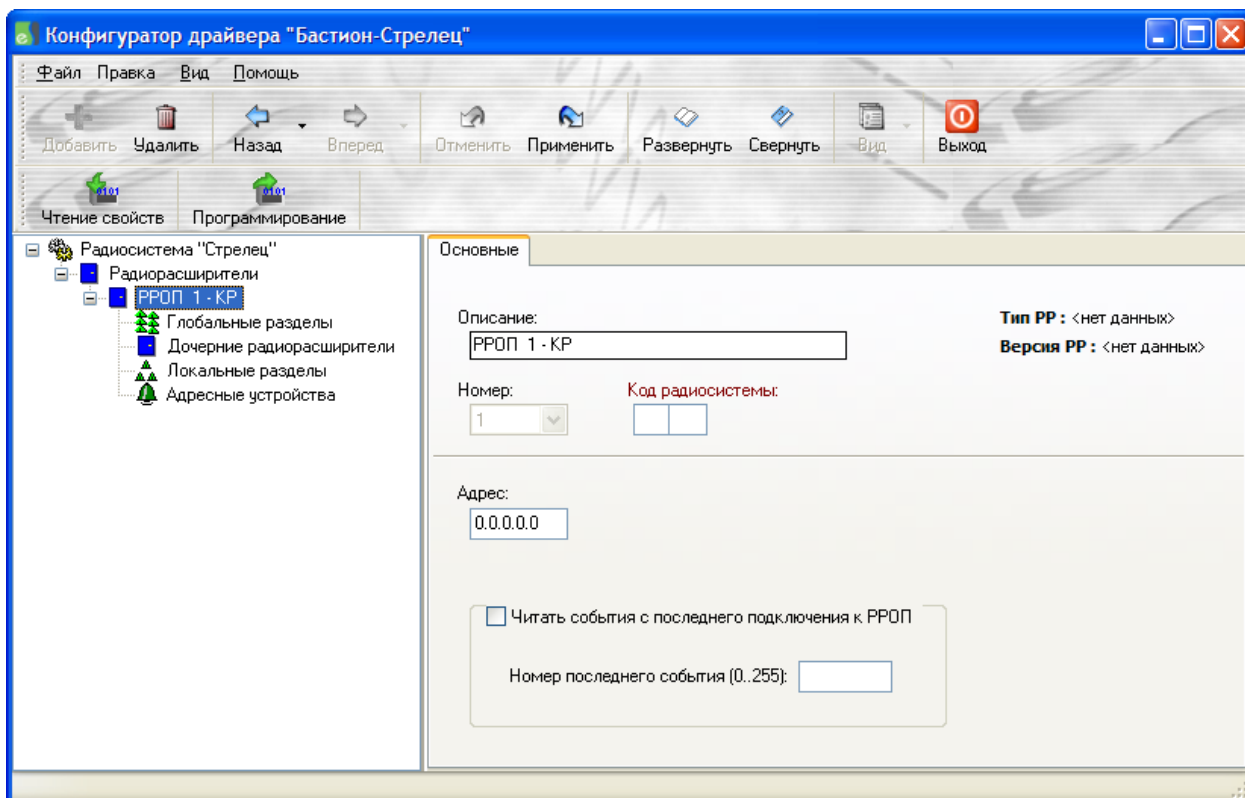 Конфигуратор драйвера "Бастион-Стрелец"
Файл Правка Вид Помощь
Добавить Удалить Назад Вперед Отменить Применить Развернуть Свернуть Вид Выход
Чтение свойств Программирование
Радиосистема "Стрелец"
Радиорасширители
РРОП 1 - КР
Глобальные разделы
Дочерние радиорасширители
Локальные разделы
Адресные устройства
Основные
Описание:
РРОП 1 - КР
Тип РР : <нет данных>
Версия РР : <нет данных>
Номер: Код радиосистемы:
1
Адрес:
0.0.0.0.0
Читать события с последнего подключения к РРОП
Номер последнего события (0..255):